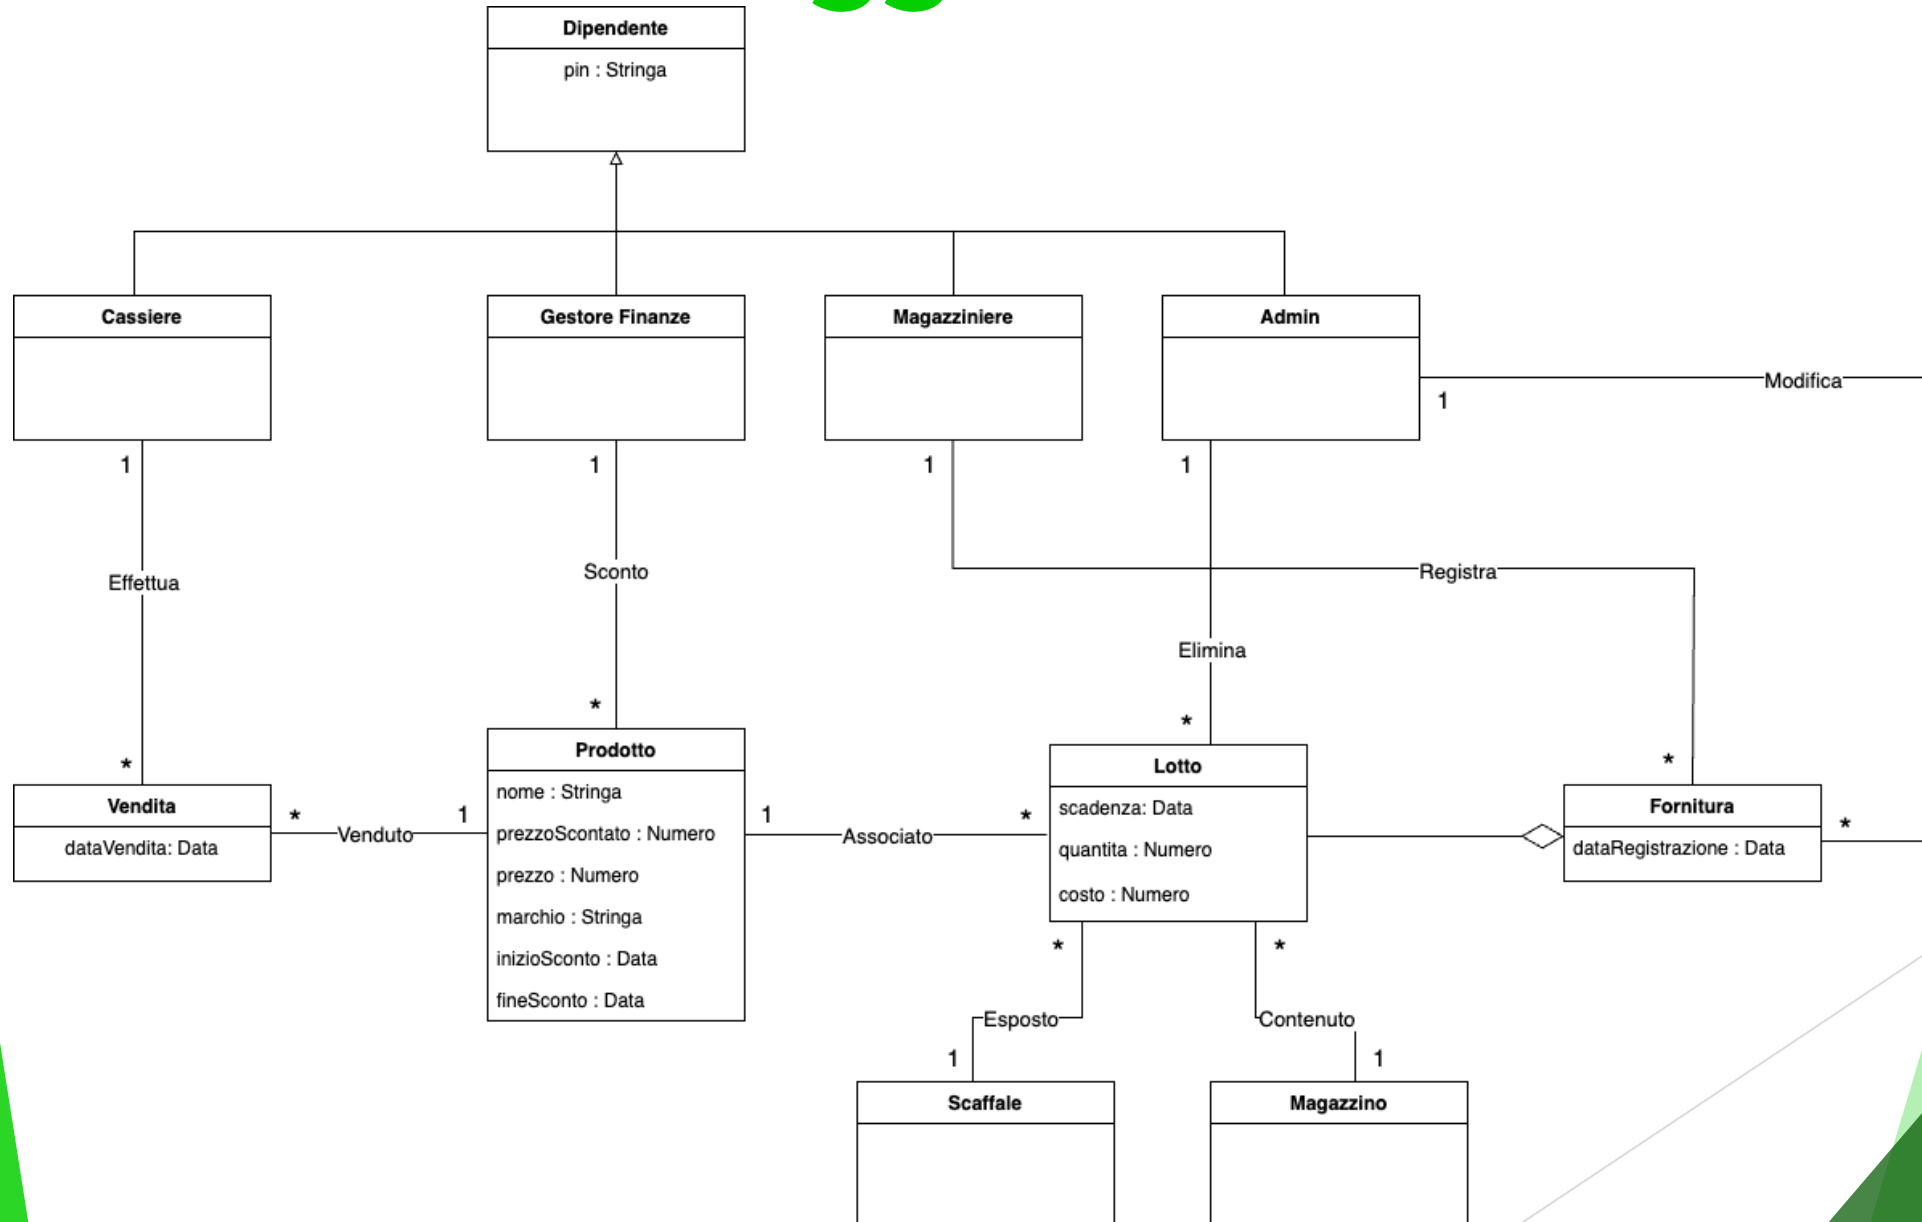 Dipendente
pin : Stringa
Cassiere
Gestore Finanze
Magazziniere
Admin
1
Modifica
1
1
1
1
Effettua
Sconto
Registra
Elimina
*
*
*
*
Prodotto
nome : Stringa
prezzoScontato : Numero
prezzo : Numero
marchio : Stringa
inizioSconto : Data
fineSconto : Data
Vendita
dataVendita: Data
*
Venduto
1
1
Associato
*
Lotto
scadenza: Data
quantita : Numero
costo : Numero
Fornitura
dataRegistrazione : Data
*
*
*
Esposto
Contenuto
1
1
Scaffale
Magazzino